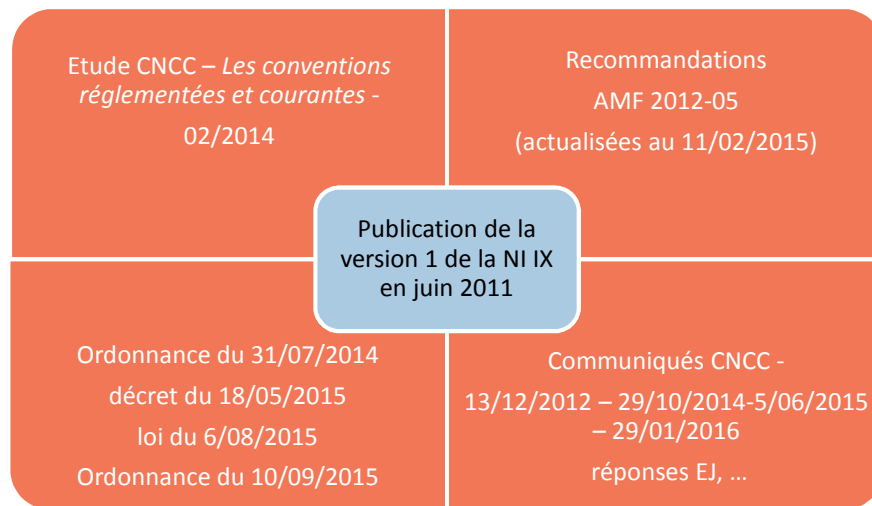 Etude CNCC – Les conventions
réglementées et courantes -
02/2014
Recommandations
AMF 2012-05
(actualisées au 11/02/2015)
Publication de la
version 1 de la NI IX
en juin 2011
Ordonnance du 31/07/2014
décret du 18/05/2015
loi du 6/08/2015
Ordonnance du 10/09/2015
Communiqués CNCC -
13/12/2012 – 29/10/2014-5/06/2015
– 29/01/2016
réponses EJ, …